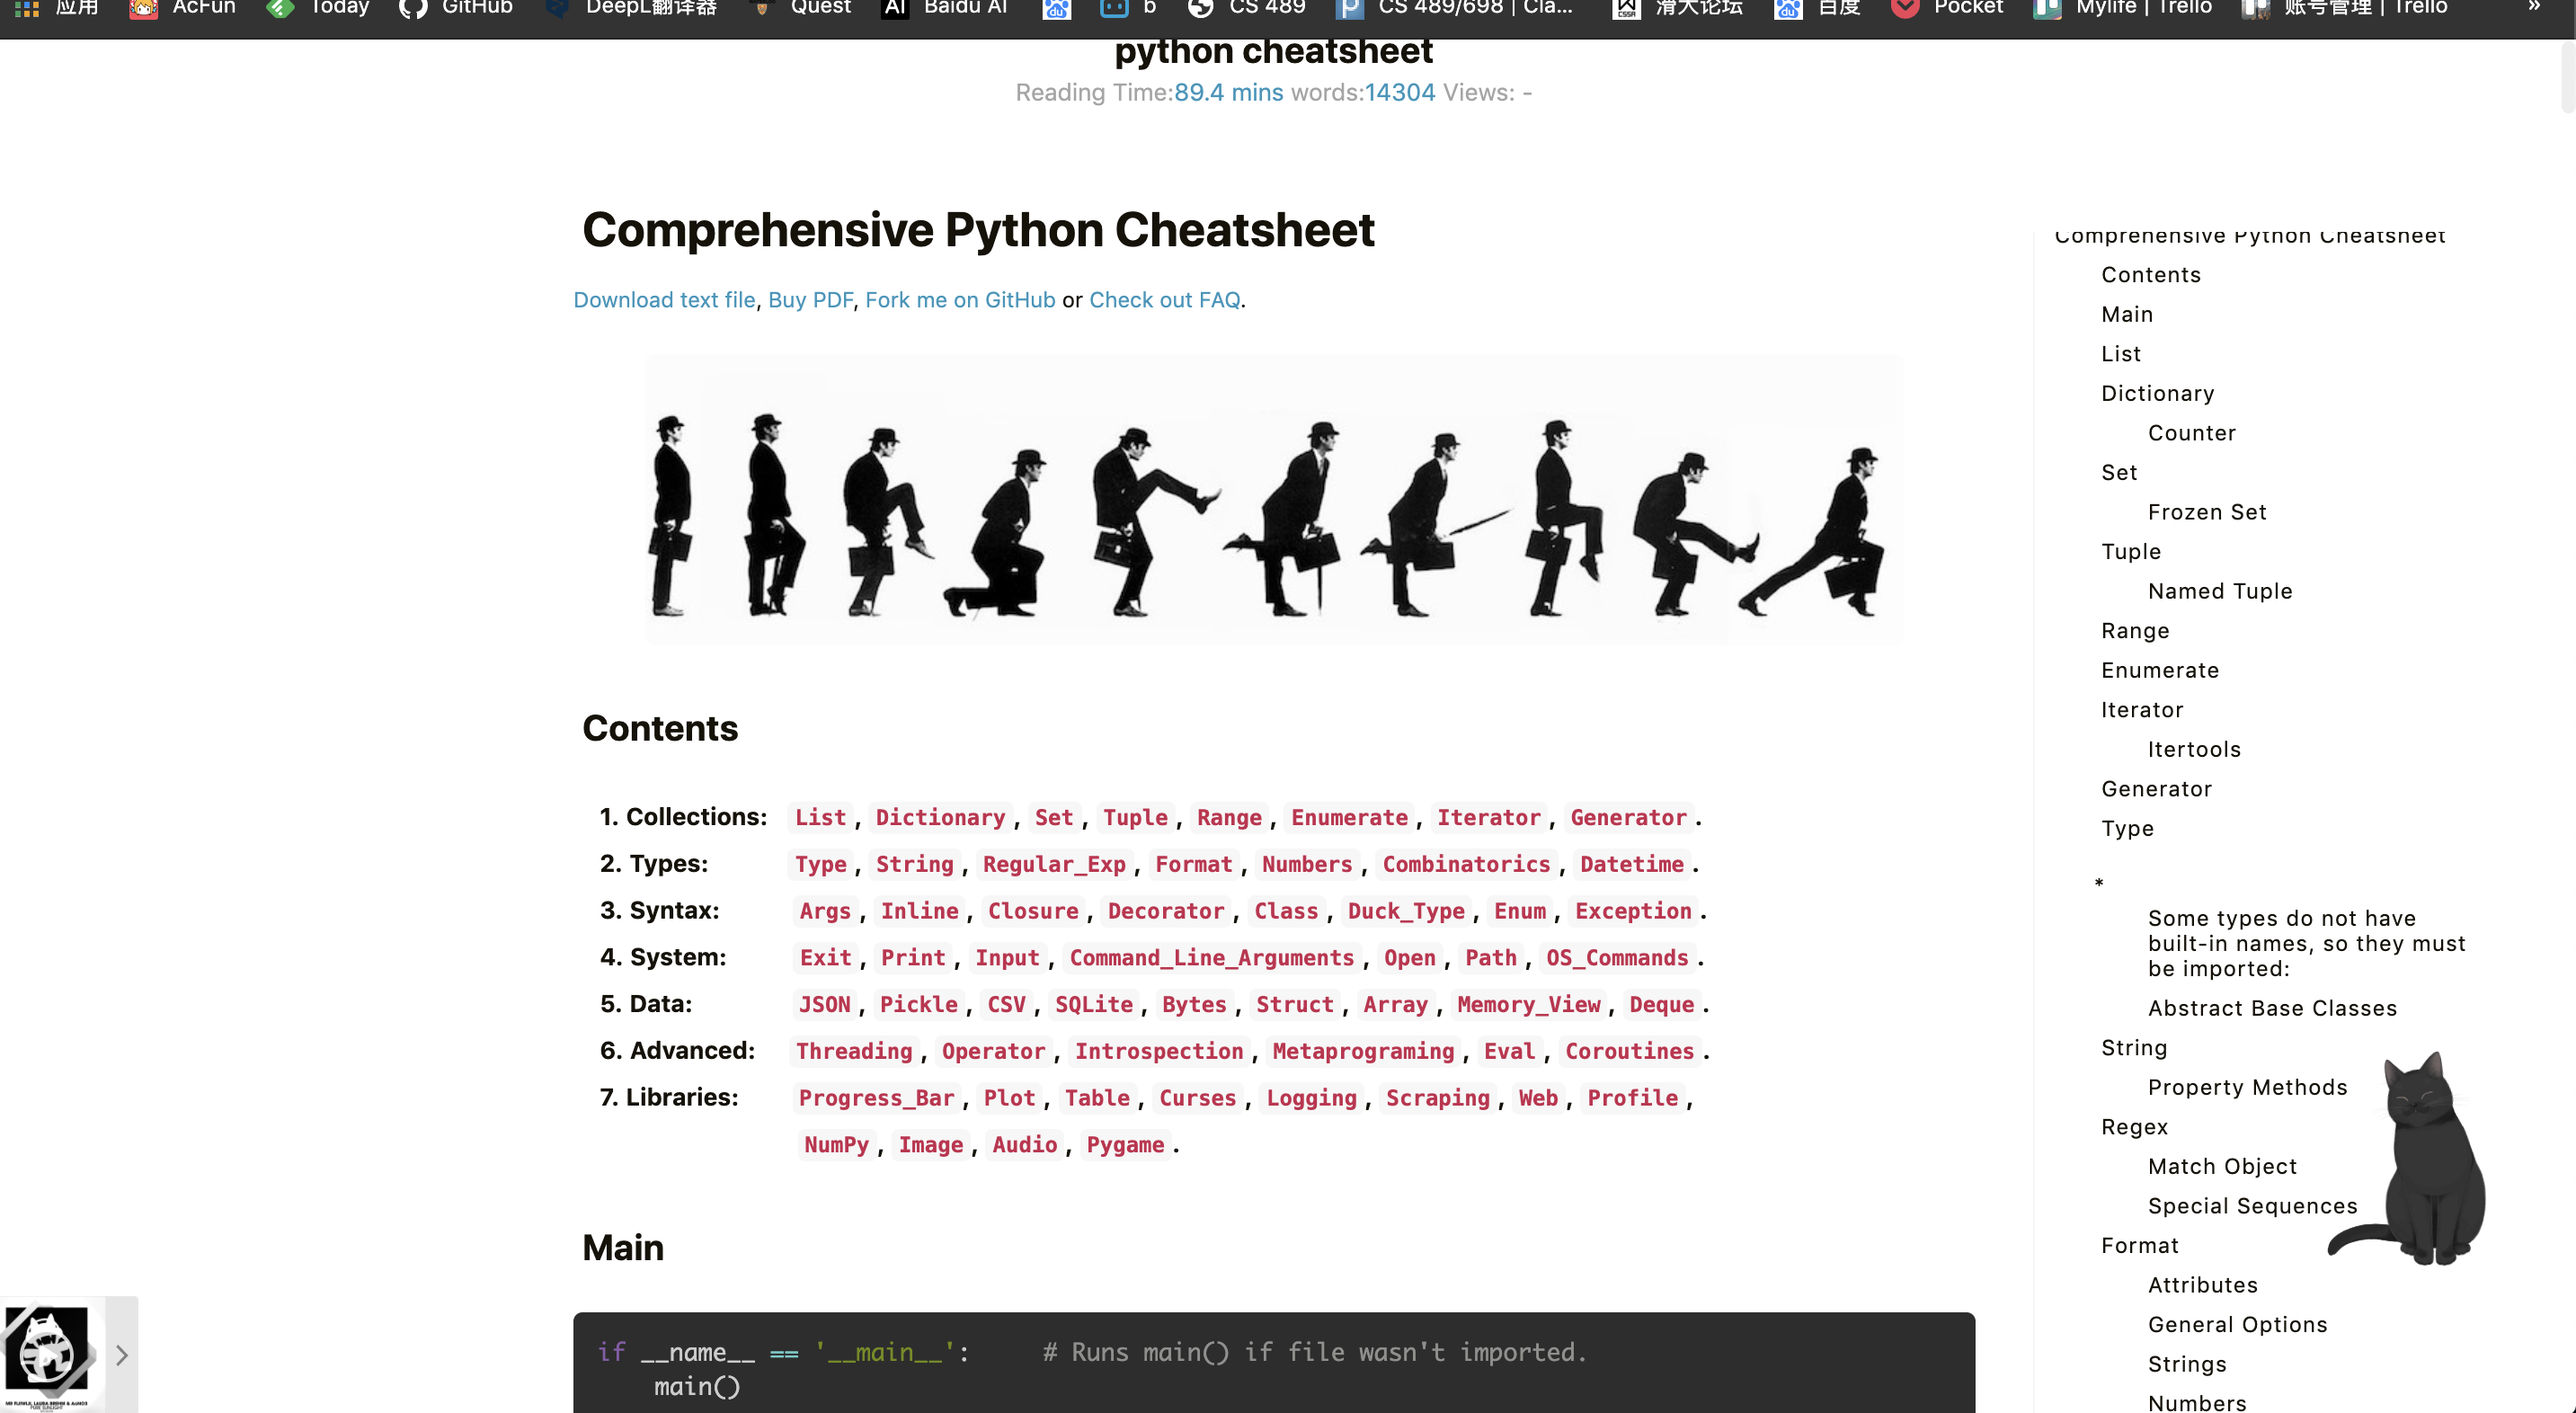 应用 AcFun Today GitHub DeepL翻译器 Quest AI Baidu AI b CS 489 CS 489/698 | Cla... 滑大论坛 百度 Pocket Mylife | Trello 账号管理 | Trello »
python cheatsheet
Reading Time:89.4 mins words:14304 Views: -
Comprehensive Python Cheatsheet
Download text file, Buy PDF, Fork me on GitHub or Check out FAQ.
Contents
1. Collections: List, Dictionary, Set, Tuple, Range, Enumerate, Iterator, Generator.
2. Types: Type, String, Regular_Exp, Format, Numbers, Combinatorics, Datetime.
3. Syntax: Args, Inline, Closure, Decorator, Class, Duck_Type, Enum, Exception.
4. System: Exit, Print, Input, Command_Line_Arguments, Open, Path, OS_Commands.
5. Data: JSON, Pickle, CSV, SQLite, Bytes, Struct, Array, Memory_View, Deque.
6. Advanced: Threading, Operator, Introspection, Metaprograming, Eval, Coroutines.
7. Libraries: Progress_Bar, Plot, Table, Curses, Logging, Scraping, Web, Profile,
NumPy, Image, Audio, Pygame.
Main
if __name__ == '__main__': # Runs main() if file wasn't imported.
main()
Comprehensive Python Cheatsheet
Contents
Main
List
Dictionary
Counter
Set
Frozen Set
Tuple
Named Tuple
Range
Enumerate
Iterator
Itertools
Generator
Type
*
Some types do not have
built-in names, so they must
be imported:
Abstract Base Classes
String
Property Methods
Regex
Match Object
Special Sequences
Format
Attributes
General Options
Strings
Numbers